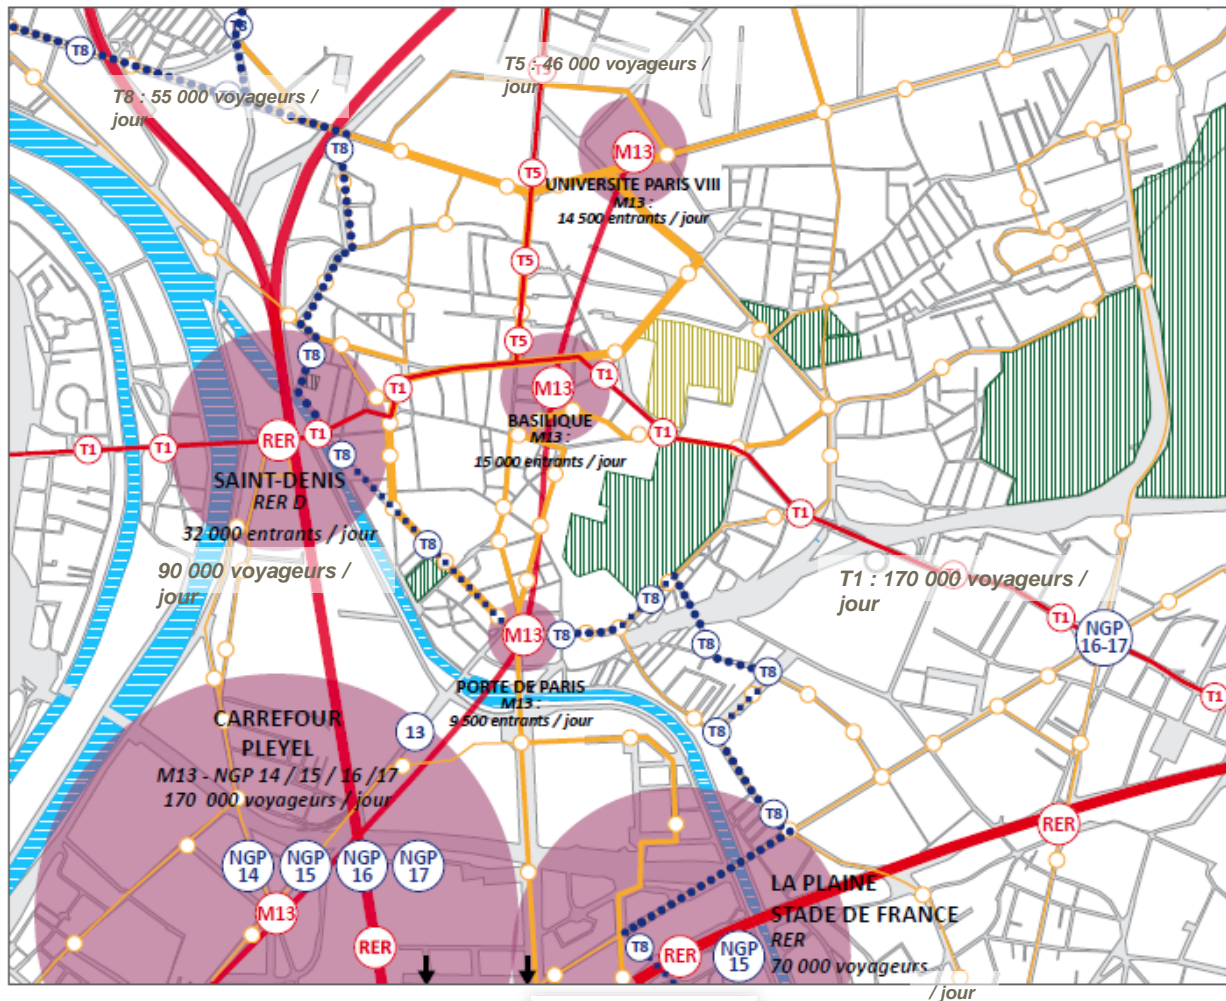 T8
T8
T5 : 46 000 voyageurs /
jour
T5
T8 : 55 000 voyageurs /
jour
T8
T8
M13
T5
UNIVERSITE PARIS VIII
M13 :
14 500 entrants / jour
T5
T5
T8
T1
M13
T1
BASILIQUE
M13 :
15 000 entrants / jour
T1
T1
RER
T1
T1
T8
SAINT-DENIS
RER D
32 000 entrants / jour
90 000 voyageurs /
jour
T8
T1
T1 : 170 000 voyageurs /
jour
T1
T8
M13
T8
T8
NGP
16-17
T8
T1
PORTE DE PARIS
M13 :
9 500 entrants / jour
CARREFOUR
PLEYEL
M13 - NGP 14 / 15 / 16 /17
170 000 voyageurs / jour
13
T8
T8
RER
NGP
14
NGP
15
NGP
16
NGP
17
M13
RER
LA PLAINE
STADE DE FRANCE
RER
70 000 voyageurs
/ jour
T8
RER
NGP
15